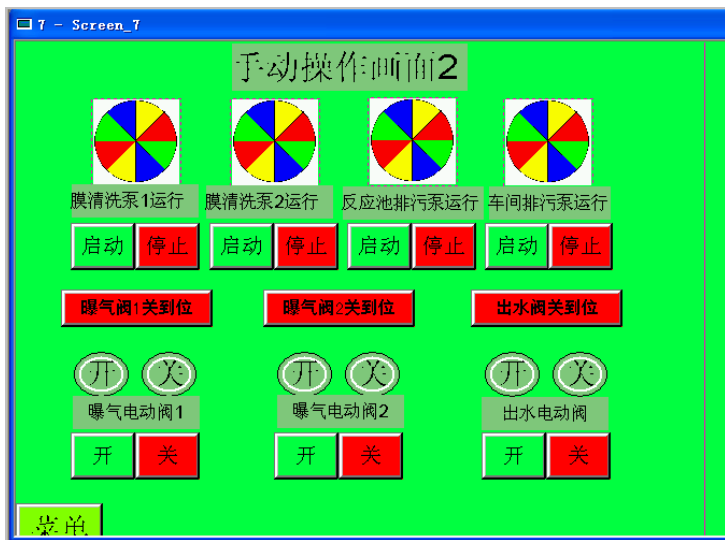 7 - Screen_7
手动操作画面2
膜清洗泵1运行 膜清洗泵2运行 反应池排污泵运行 车间排污泵运行
启动 停止 启动 停止 启动 停止 启动 停止
曝气阀1关到位 曝气阀2关到位 出水阀关到位
开 关 开 关 开 关
曝气电动阀1 曝气电动阀2 出水电动阀
开 关 开 关 开 关
菜单